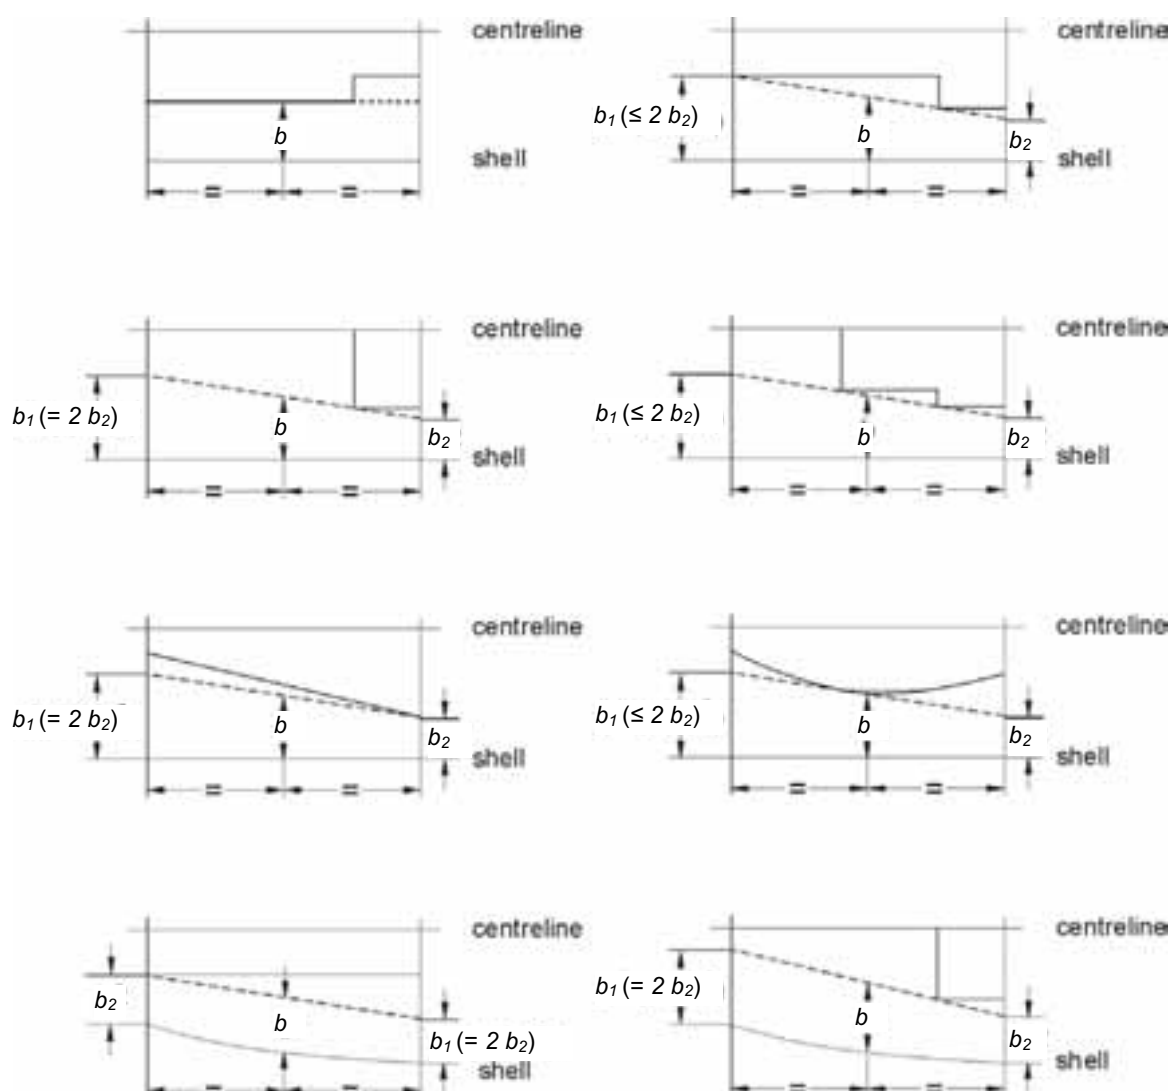 centreline centreline
b₁ (≤ 2 b₂)
b b b₂
shell shell
= = = =
centreline centreline
b₁ (= 2 b₂) b₁ (≤ 2 b₂)
b b₂ b b₂
shell shell
= = = =
centreline centreline
b₁ (= 2 b₂) b₁ (≤ 2 b₂)
b b₂ b b₂
shell shell
= = = =
centreline centreline
b₂ b₁ (= 2 b₂)
b b₁ (= 2 b₂) b b₂
shell shell
= = = =